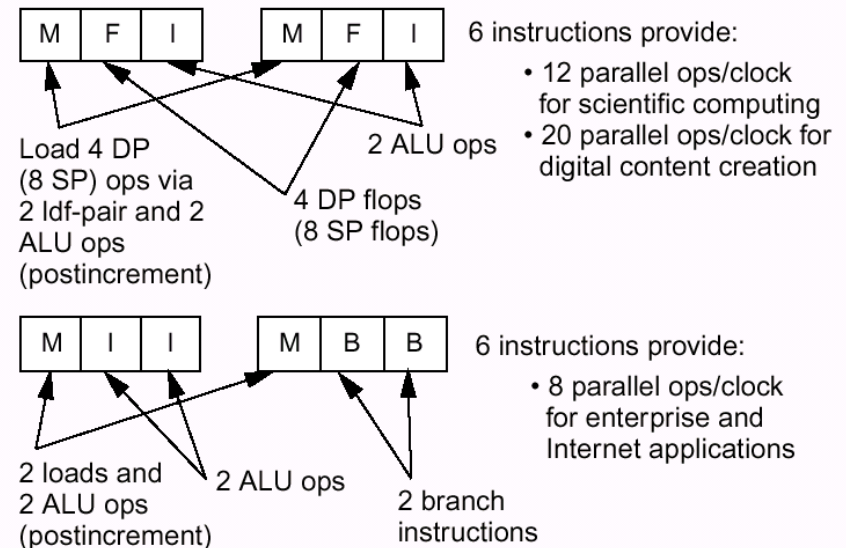 M F I M F I
6 instructions provide:
• 12 parallel ops/clock
for scientific computing
• 20 parallel ops/clock for
digital content creation
Load 4 DP
(8 SP) ops via
2 ldf-pair and 2
ALU ops
(postincrement)
4 DP flops
(8 SP flops)
2 ALU ops
M I I M B B
6 instructions provide:
• 8 parallel ops/clock
for enterprise and
Internet applications
2 loads and
2 ALU ops
(postincrement)
2 ALU ops
2 branch
instructions